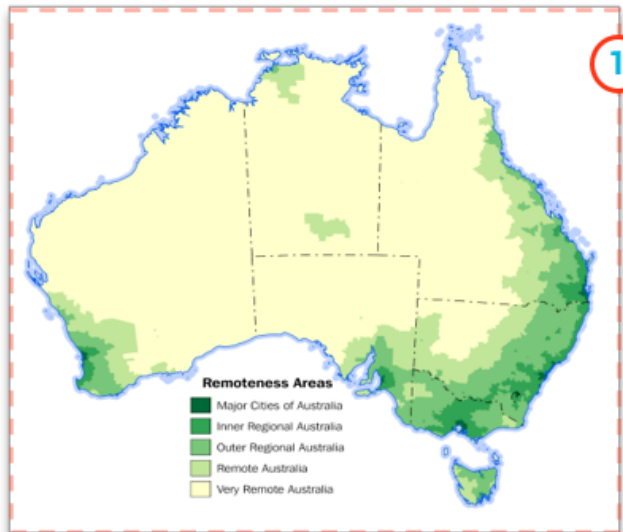 1
Remoteness Areas
Major Cities of Australia
Inner Regional Australia
Outer Regional Australia
Remote Australia
Very Remote Australia